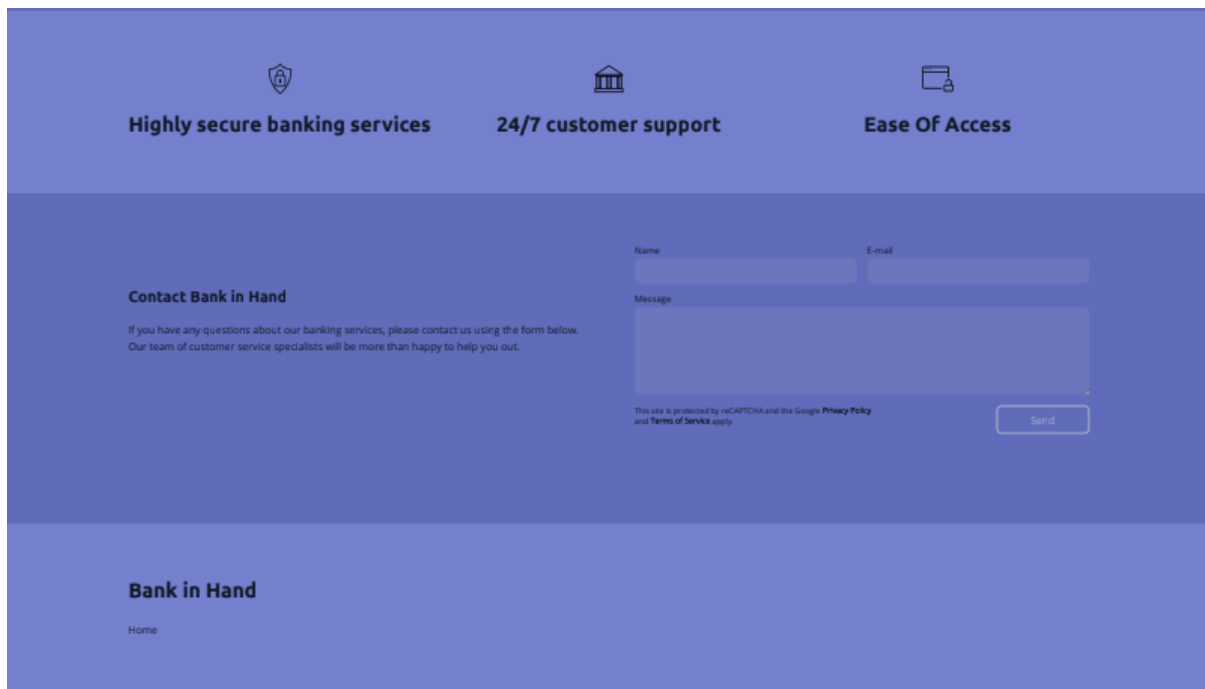 Highly secure banking services
24/7 customer support
Ease Of Access
Contact Bank in Hand
If you have any questions about our banking services, please contact us using the form below.
Our team of customer service specialists will be more than happy to help you out.
Name
E-mail
Message
This site is protected by reCAPTCHA and the Google Privacy Policy
and Terms of Service apply.
Send
Bank in Hand
Home